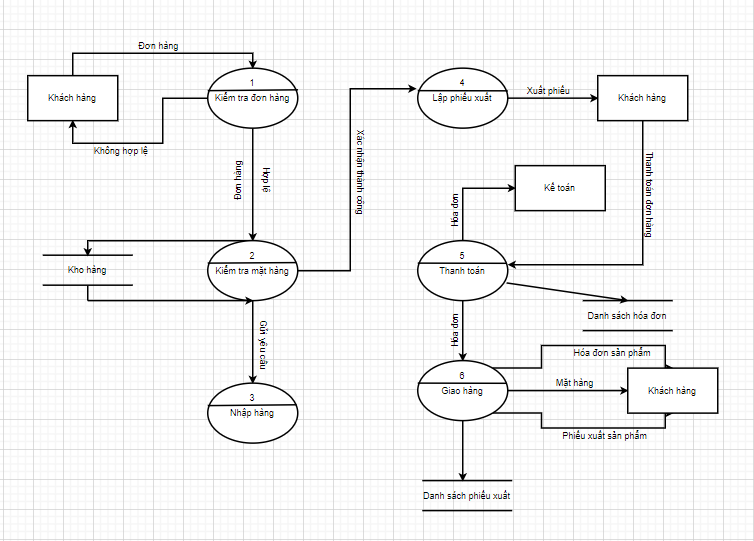 Đơn hàng
1
Kiểm tra đơn hàng
Khách hàng
Không hợp lệ
Đơn hàng
Hợp lệ
2
Kiểm tra mặt hàng
Kho hàng
Gửi yêu cầu
3
Nhập hàng
Xác nhận thành công
4
Lập phiếu xuất
Xuất phiếu
Khách hàng
Thanh toán đơn hàng
Kế toán
Hóa đơn
5
Thanh toán
Danh sách hóa đơn
Hóa đơn
6
Giao hàng
Hóa đơn sản phẩm
Mặt hàng
Khách hàng
Phiếu xuất sản phẩm
Danh sách phiếu xuất